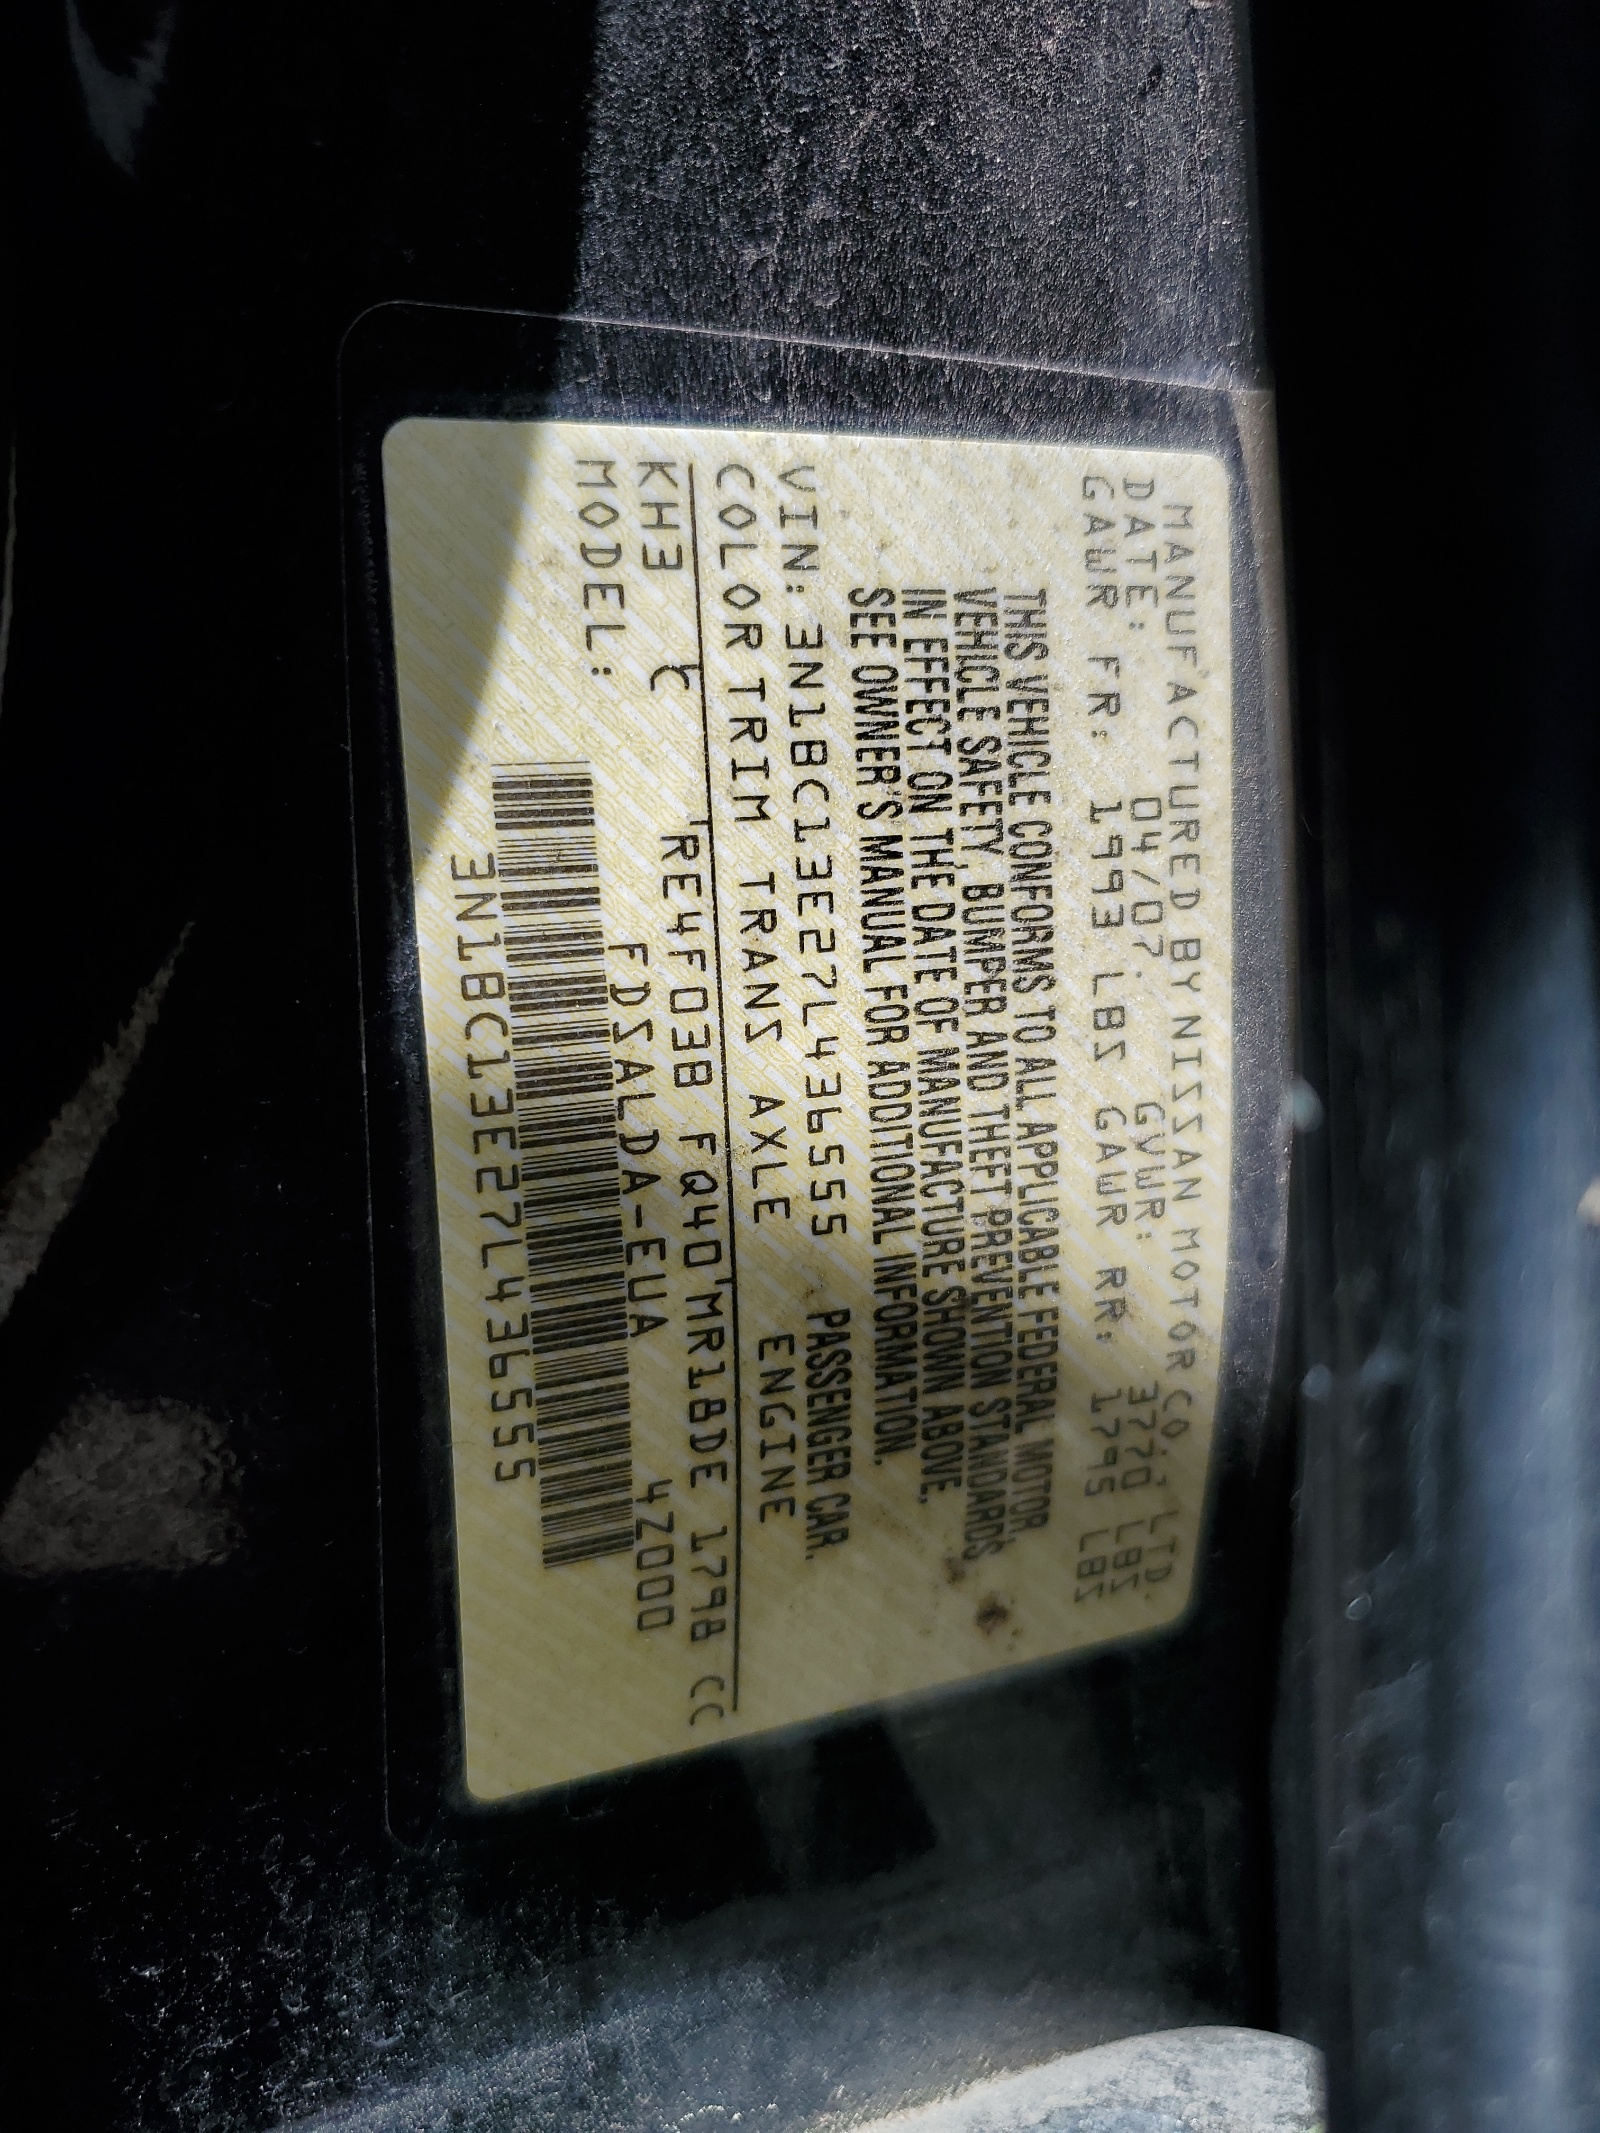 MANUFACTURED BY NISSAN MOTOR CO., LTD.
DATE: 04/07. GVWR: 3770 LBS
GAWR FR: 1993 LBS GAWR RR: 1795 LBS
THIS VEHICLE CONFORMS TO ALL APPLICABLE FEDERAL MOTOR
VEHICLE SAFETY, BUMPER AND THEFT PREVENTION STANDARDS
IN EFFECT ON THE DATE OF MANUFACTURE SHOWN ABOVE.
SEE OWNER'S MANUAL FOR ADDITIONAL INFORMATION.
VIN: 3N1BC13E27L436555 PASSENGER CAR.
COLOR TRIM TRANS AXLE ENGINE
KH3 C RE4F03B FQ40 MR18DE 1798 CC
MODEL: FDSALDA-EUA 4Z000
3N1BC13E27L436555